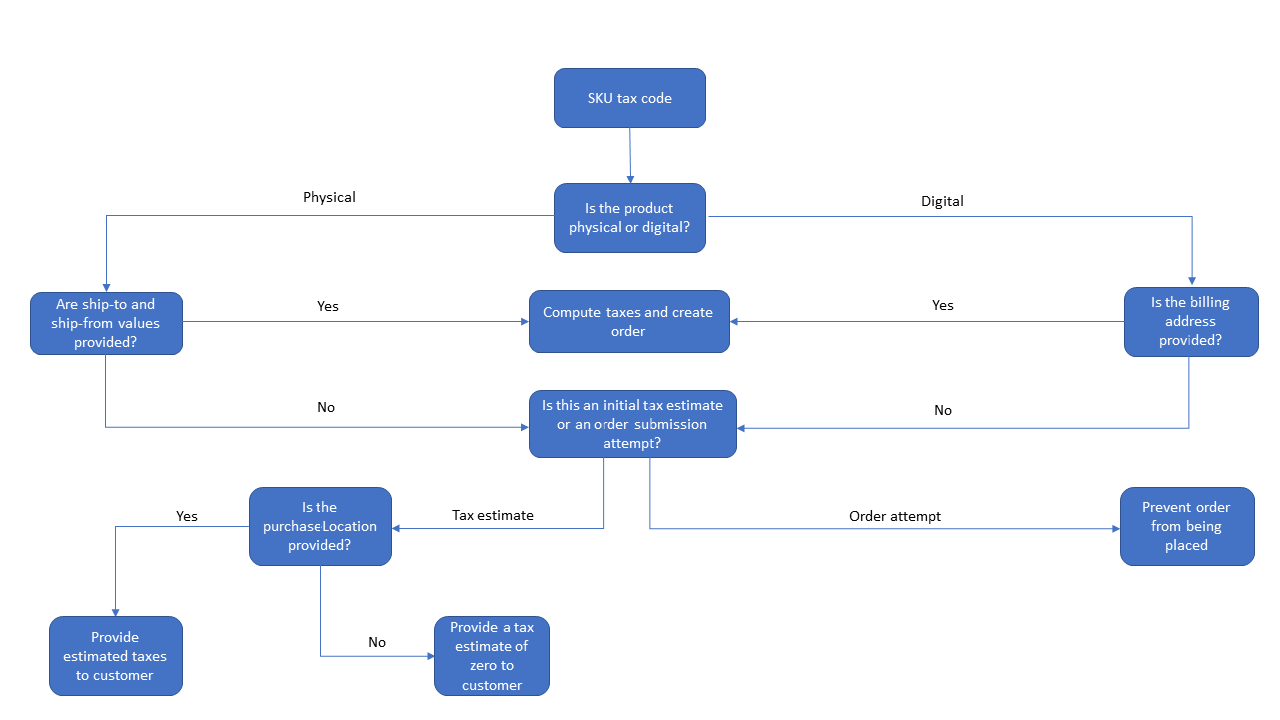 SKU tax code
Physical
Is the product
physical or digital?
Digital
Are ship-to and
ship-from values
provided?
Yes
Compute taxes and create
order
Yes
Is the billing
address
provided?
No
Is this an initial tax estimate
or an order submission
attempt?
No
Yes
Is the
purchaseLocation
provided?
Tax estimate
Order attempt
Prevent order
from being
placed
Provide
estimated taxes
to customer
No
Provide a tax
estimate of
zero to
customer